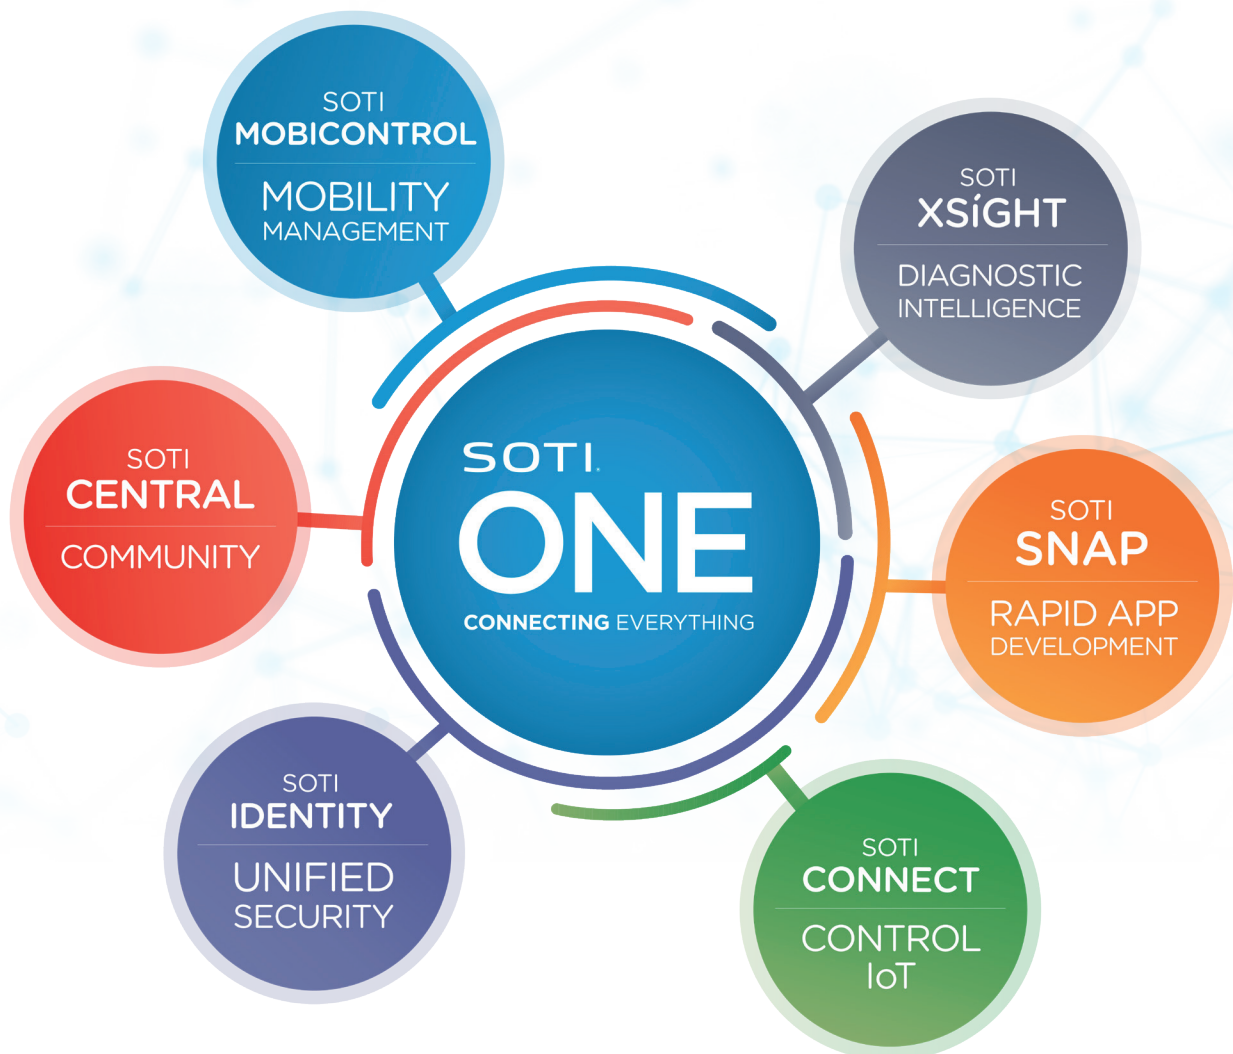 SOTI
MOBICONTROL
MOBILITY
MANAGEMENT
SOTI
XSíGHT
DIAGNOSTIC
INTELLIGENCE
SOTI
CENTRAL
COMMUNITY
SOTI.
ONE
CONNECTING EVERYTHING
SOTI
SNAP
RAPID APP
DEVELOPMENT
SOTI
IDENTITY
UNIFIED
SECURITY
SOTI
CONNECT
CONTROL
IoT